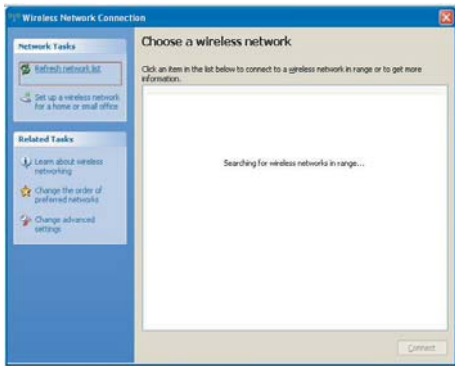 Wireless Network Connection
Network Tasks
Refresh network list
Set up a wireless network
for a home or small office
Related Tasks
Learn about wireless
networking
Change the order of
preferred networks
Change advanced
settings
Choose a wireless network
Click an item in the list below to connect to a wireless network in range or to get more
information.
Searching for wireless networks in range...
Connect